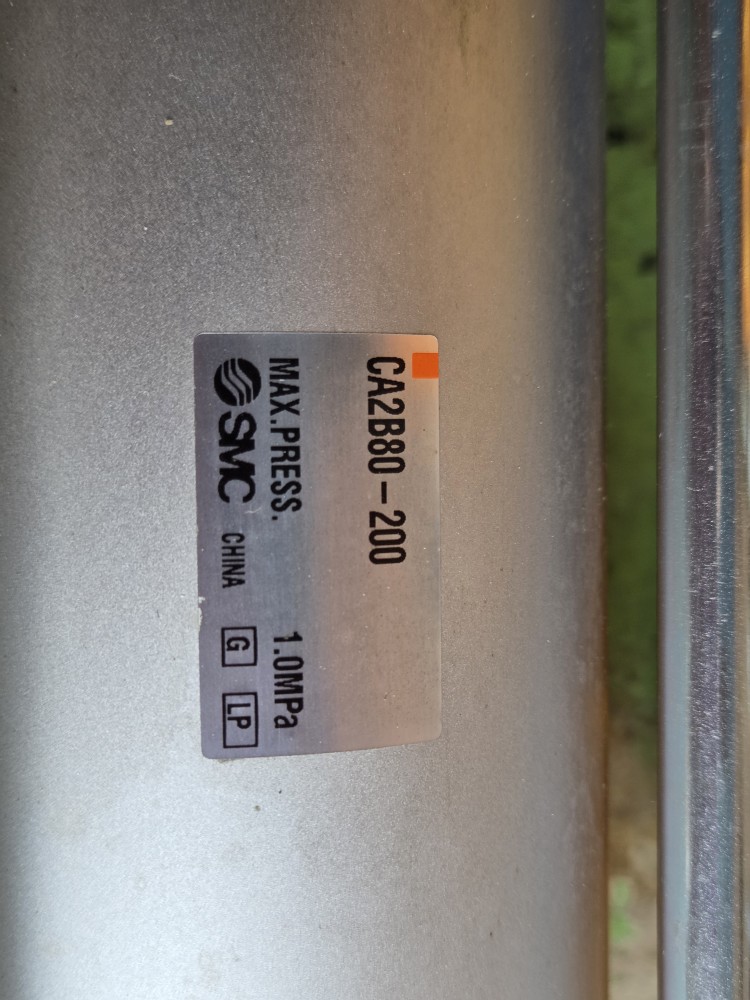 CA2B80-200
MAX.PRESS. 1.0MPa
SMC CHINA G LP